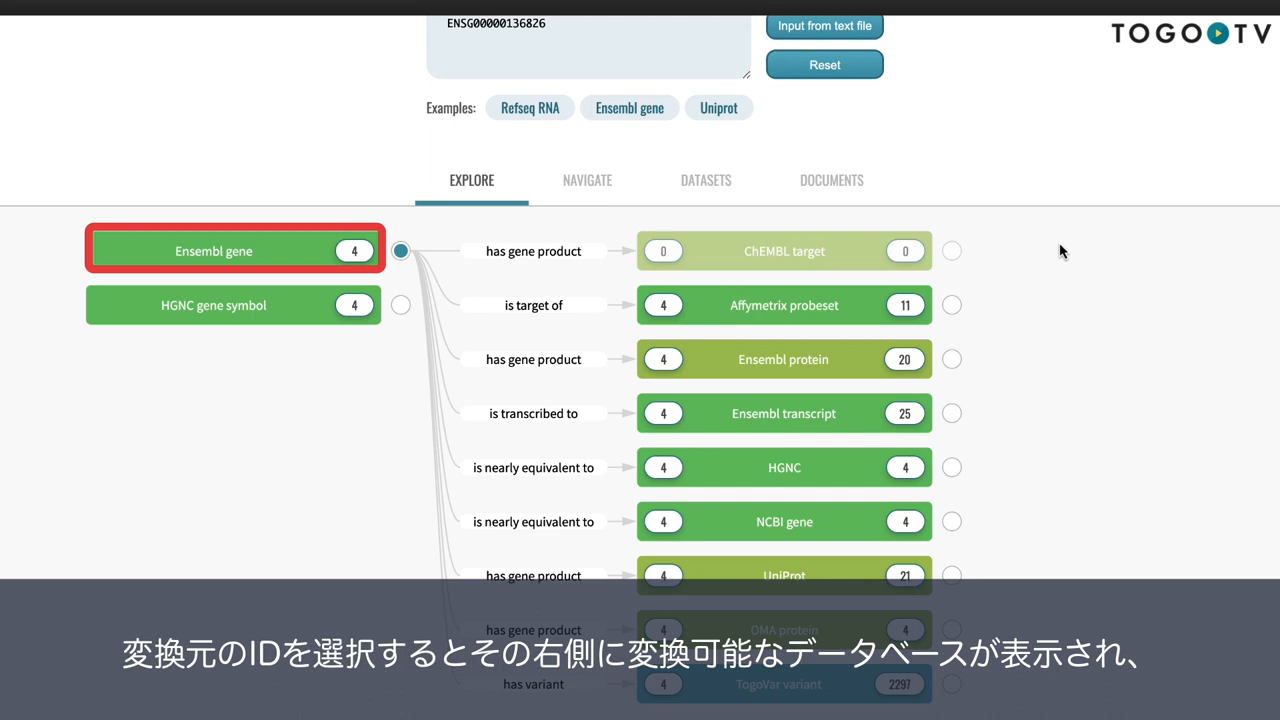 ENSG00000136826
Input from text file
TOGO TV
Reset
Examples: Refseq RNA Ensembl gene Uniprot
EXPLORE NAVIGATE DATASETS DOCUMENTS
Ensembl gene 4 has gene product 0 ChEMBL target 0
HGNC gene symbol 4 is target of 4 Affymetrix probeset 11
has gene product 4 Ensembl protein 20
is transcribed to 4 Ensembl transcript 25
is nearly equivalent to 4 HGNC 4
is nearly equivalent to 4 NCBI gene 4
has gene product 4 UniProt 21
has gene product 4 OMA protein 4
変換元のIDを選択するとその右側に変換可能なデータベースが表示され、
has variant 4 TogoVar variant 2297